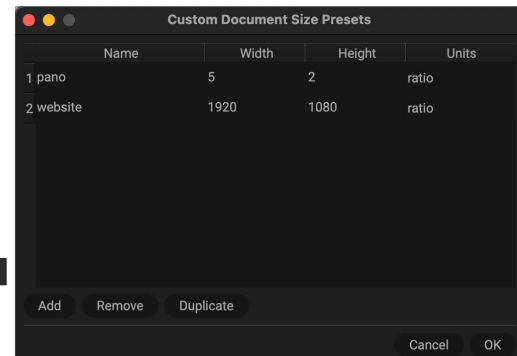 Custom Document Size Presets
Name Width Height Units
1 pano 5 2 ratio
2 website 1920 1080 ratio
Add Remove Duplicate
Cancel OK